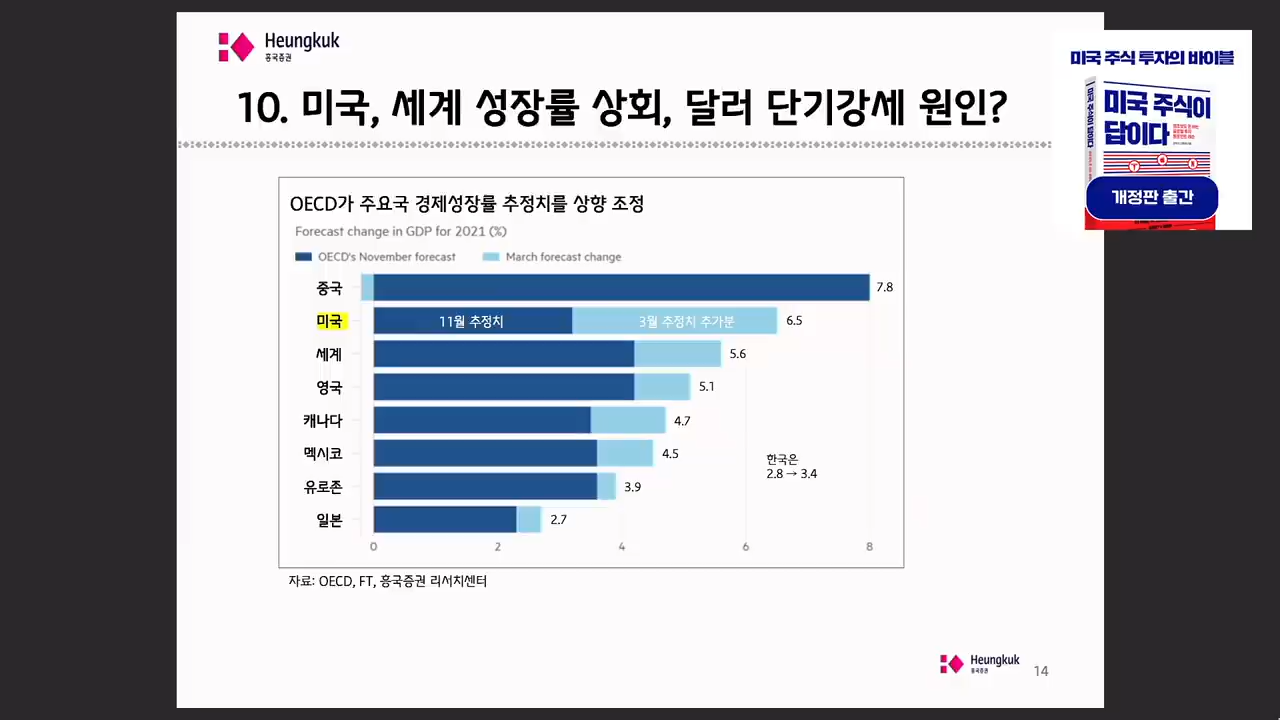 Heungkuk
흥국증권
10. 미국, 세계 성장률 상회, 달러 단기강세 원인?
미국 주식 투자의 바이블
미국 주식이
답이다
개정판 출간
OECD가 주요국 경제성장률 추정치를 상향 조정
Forecast change in GDP for 2021 (%)
OECD's November forecast
March forecast change
중국 7.8
미국 11월 추정치 3월 추정치 추가분 6.5
세계 5.6
영국 5.1
캐나다 4.7
멕시코 4.5
유로존 3.9
일본 2.7
한국은
2.8 → 3.4
0 2 4 6 8
자료: OECD, FT, 흥국증권 리서치센터
Heungkuk
흥국증권
14